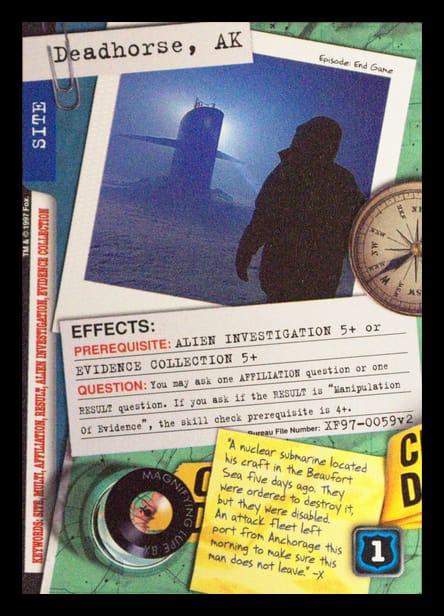 Deadhorse, AK
Episode: End Game
SITE
TM & © 1997 Fox.
KEYWORDS: SITE, MULTI, AFFILIATION, RESULT, ALIEN INVESTIGATION, EVIDENCE COLLECTION
EFFECTS:
PREREQUISITE: ALIEN INVESTIGATION 5+ or
EVIDENCE COLLECTION 5+
QUESTION: You may ask one AFFILIATION question or one
RESULT question. If you ask if the RESULT is "Manipulation
of Evidence", the skill check prerequisite is 4+.
Bureau File Number: XF97-0059v2
"A nuclear submarine located
his craft in the Beaufort
Sea five days ago. They
were ordered to destroy it,
but they were disabled.
An attack fleet left
port from Anchorage this
morning to make sure this
man does not leave." -X
MAGNIFYING LUPE 8X
1